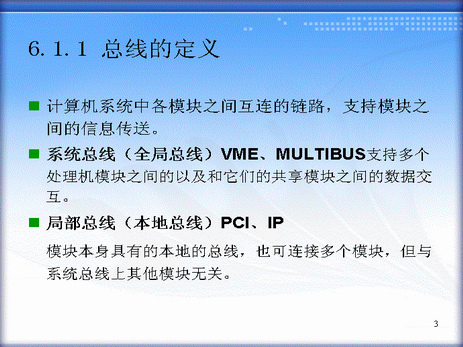 6.1.1 总线的定义
计算机系统中各模块之间互连的链路，支持模块之
间的信息传送。
系统总线（全局总线）VME、MULTIBUS支持多个
处理机模块之间的以及和它们的共享模块之间的数据交
互。
局部总线（本地总线）PCI、IP
模块本身具有的本地的总线，也可连接多个模块，但与
系统总线上其他模块无关。
3